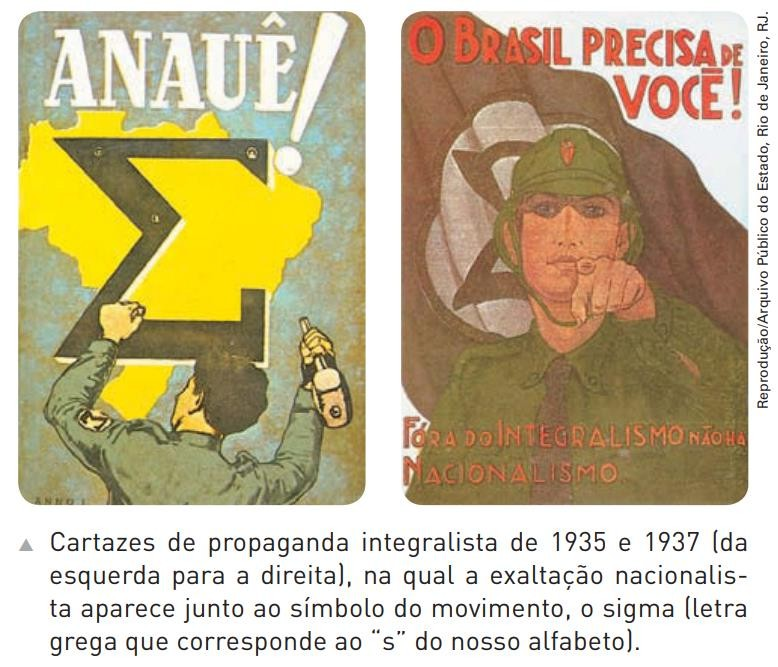 ANAUÊ!
ANNO I
O BRASIL PRECISA DE
VOCÊ!
FÓRA DO INTEGRALISMO NÃO HA
NACIONALISMO.
Reprodução/Arquivo Público do Estado, Rio de Janeiro, RJ.
Cartazes de propaganda integralista de 1935 e 1937 (da
esquerda para a direita), na qual a exaltação nacionalis-
ta aparece junto ao símbolo do movimento, o sigma (letra
grega que corresponde ao “s” do nosso alfabeto).